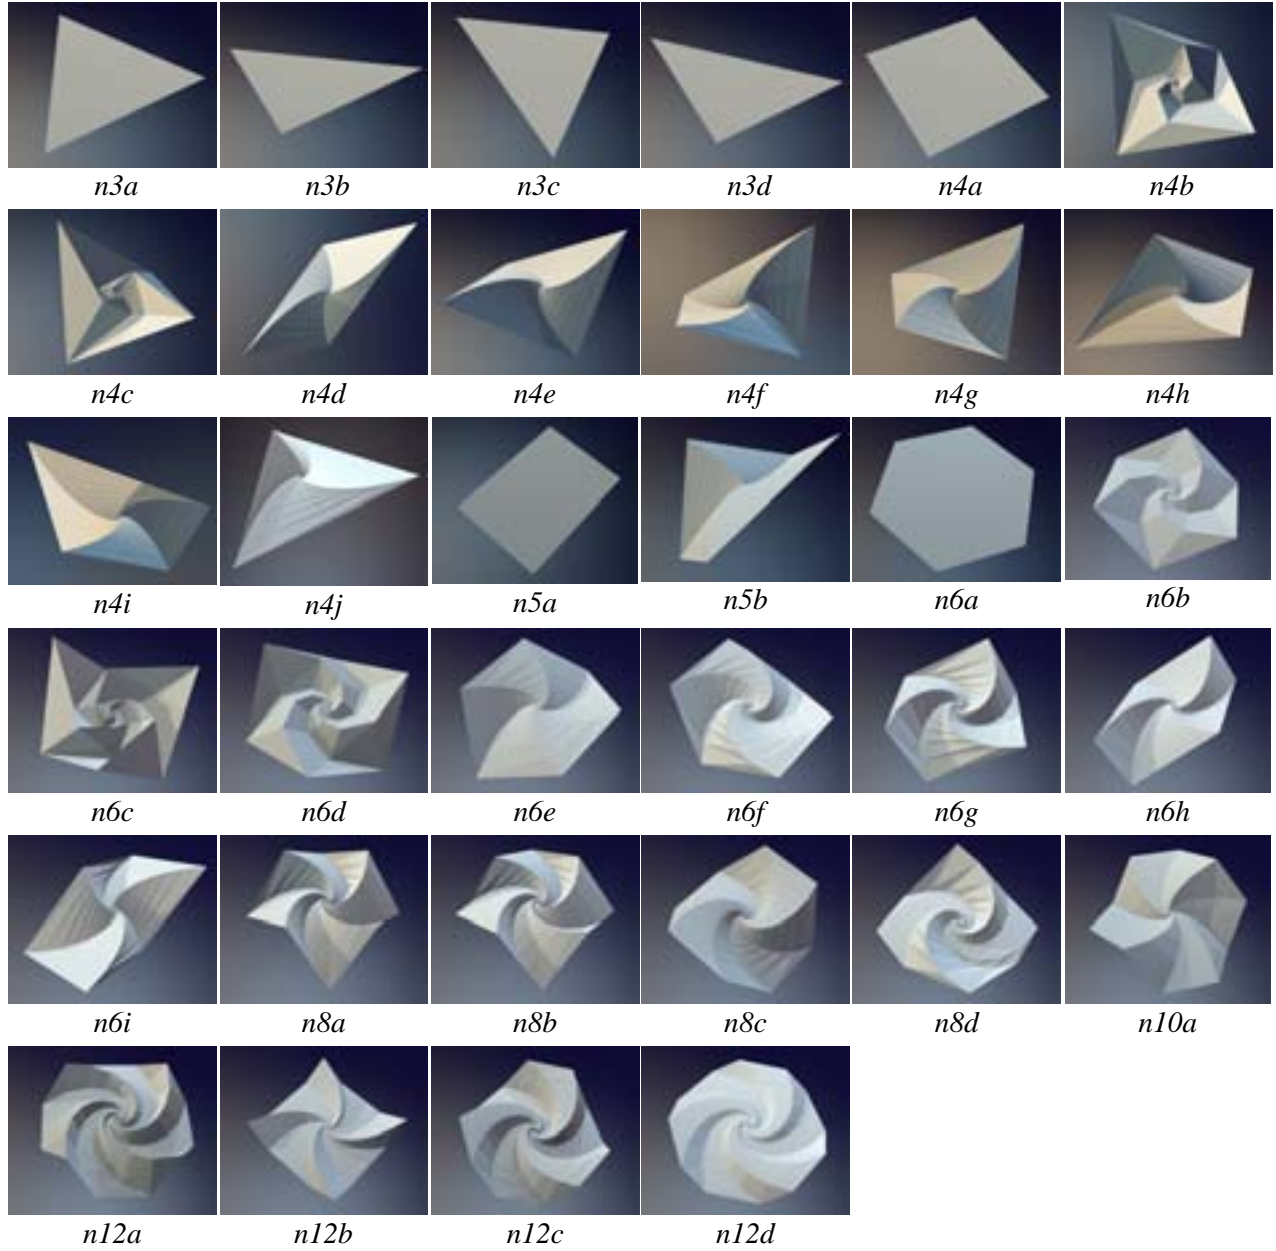 n3a n3b n3c n3d n4a n4b
n4c n4d n4e n4f n4g n4h
n4i n4j n5a n5b n6a n6b
n6c n6d n6e n6f n6g n6h
n6i n8a n8b n8c n8d n10a
n12a n12b n12c n12d